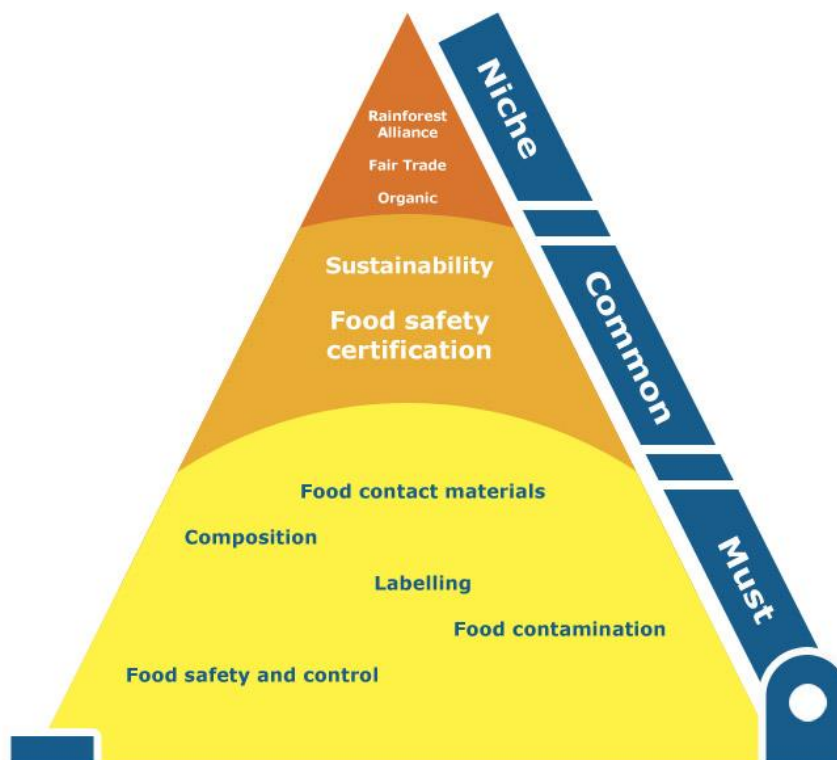 Niche
Rainforest
Alliance
Fair Trade
Organic
Common
Sustainability
Food safety
certification
Must
Food contact materials
Composition
Labelling
Food contamination
Food safety and control